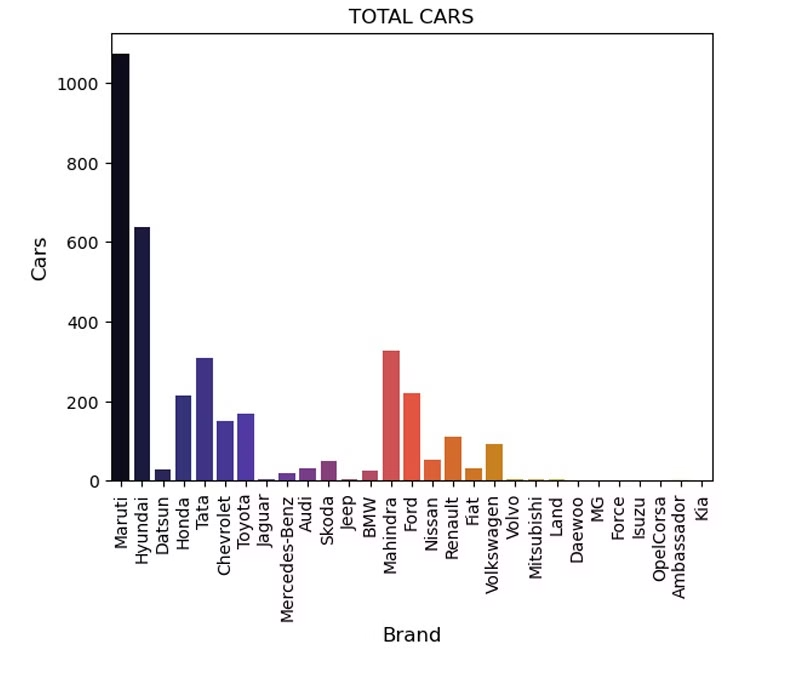 TOTAL CARS
Cars
1000
800
600
400
200
0
Maruti
Hyundai
Datsun
Honda
Tata
Chevrolet
Toyota
Jaguar
Mercedes-Benz
Audi
Skoda
Jeep
BMW
Mahindra
Ford
Nissan
Renault
Fiat
Volkswagen
Volvo
Mitsubishi
Land
Daewoo
MG
Force
Isuzu
OpelCorsa
Ambassador
Kia
Brand